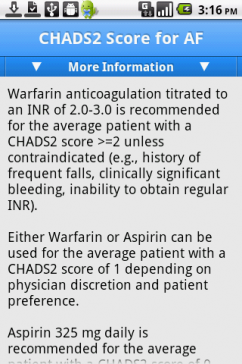 3:16 PM
CHADS2 Score for AF
More Information
Warfarin anticoagulation titrated to
an INR of 2.0-3.0 is recommended
for the average patient with a
CHADS2 score >=2 unless
contraindicated (e.g., history of
frequent falls, clinically significant
bleeding, inability to obtain regular
INR).
Either Warfarin or Aspirin can be
used for the average patient with a
CHADS2 score of 1 depending on
physician discretion and patient
preference.
Aspirin 325 mg daily is
recommended for the average
patient with a CHADS2 score of 0